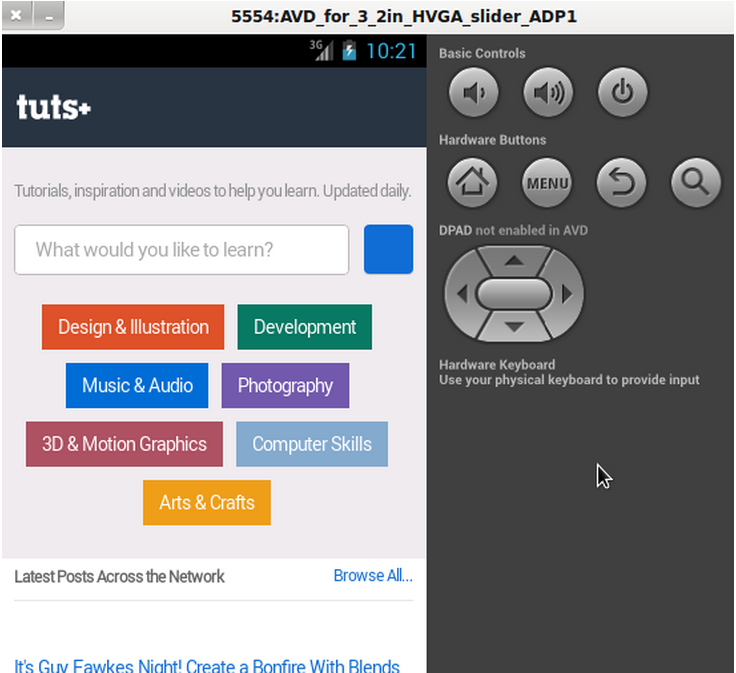 5554:AVD_for_3_2in_HVGA_slider_ADP1
3G 10:21
tuts+
Tutorials, inspiration and videos to help you learn. Updated daily.
What would you like to learn?
Design & Illustration
Development
Music & Audio
Photography
3D & Motion Graphics
Computer Skills
Arts & Crafts
Latest Posts Across the Network
Browse All...
It's Guy Fawkes Night! Create a Bonfire With Blends
Basic Controls
Hardware Buttons
MENU
DPAD not enabled in AVD
Hardware Keyboard
Use your physical keyboard to provide input